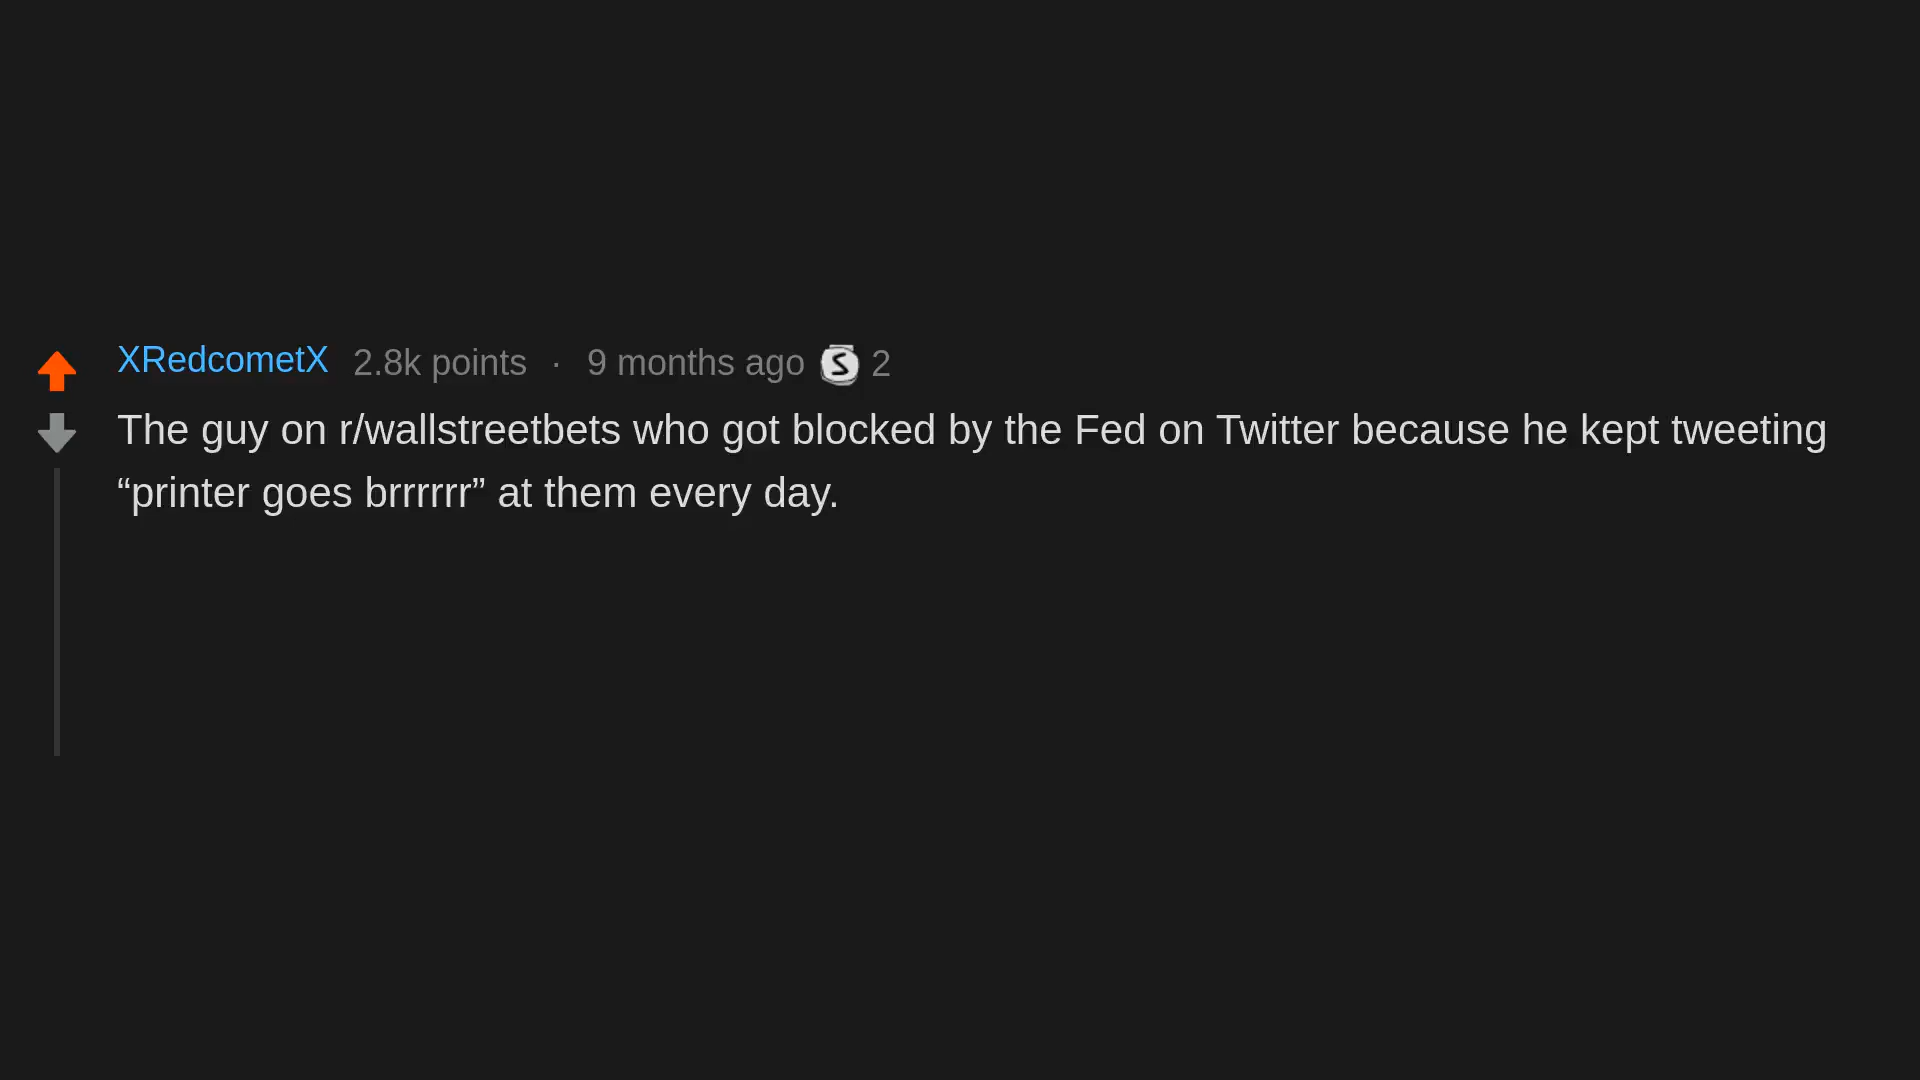 XRedcometX 2.8k points · 9 months ago S 2
The guy on r/wallstreetbets who got blocked by the Fed on Twitter because he kept tweeting
“printer goes brrrrrr” at them every day.